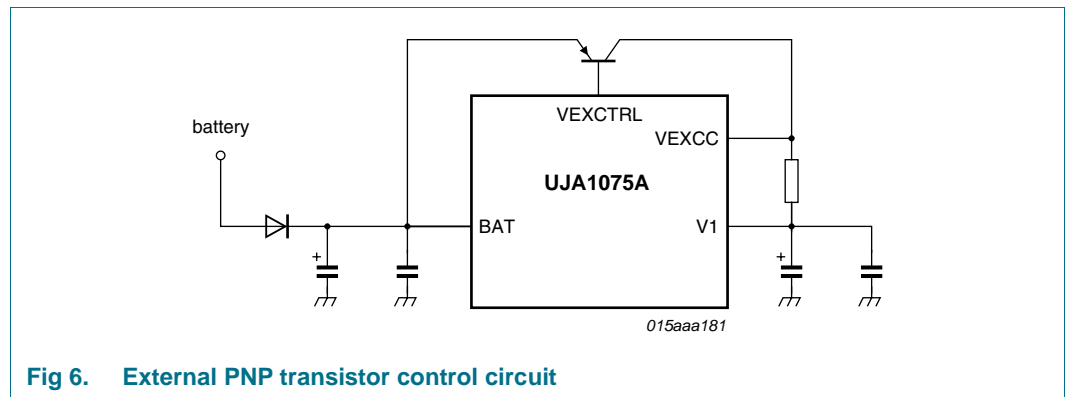 VEXCTRL
battery
VEXCC
UJA1075A
BAT
V1
+
+
015aaa181
Fig 6. External PNP transistor control circuit